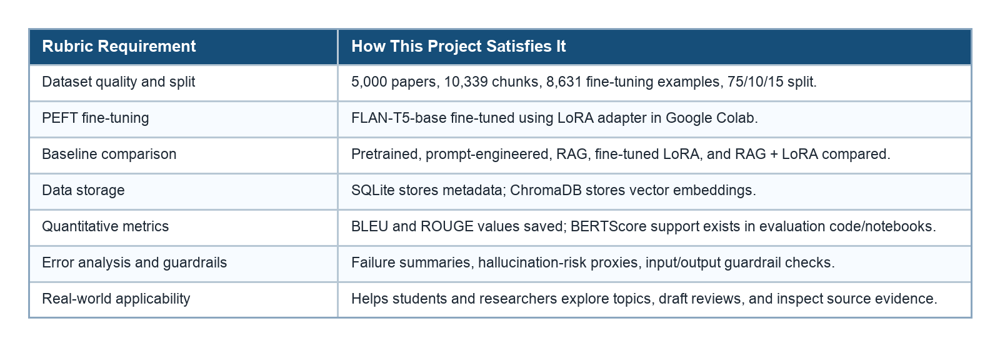 Rubric Requirement How This Project Satisfies It
Dataset quality and split 5,000 papers, 10,339 chunks, 8,631 fine-tuning examples, 75/10/15 split.
PEFT fine-tuning FLAN-T5-base fine-tuned using LoRA adapter in Google Colab.
Baseline comparison Pretrained, prompt-engineered, RAG, fine-tuned LoRA, and RAG + LoRA compared.
Data storage SQLite stores metadata; ChromaDB stores vector embeddings.
Quantitative metrics BLEU and ROUGE values saved; BERTScore support exists in evaluation code/notebooks.
Error analysis and guardrails Failure summaries, hallucination-risk proxies, input/output guardrail checks.
Real-world applicability Helps students and researchers explore topics, draft reviews, and inspect source evidence.